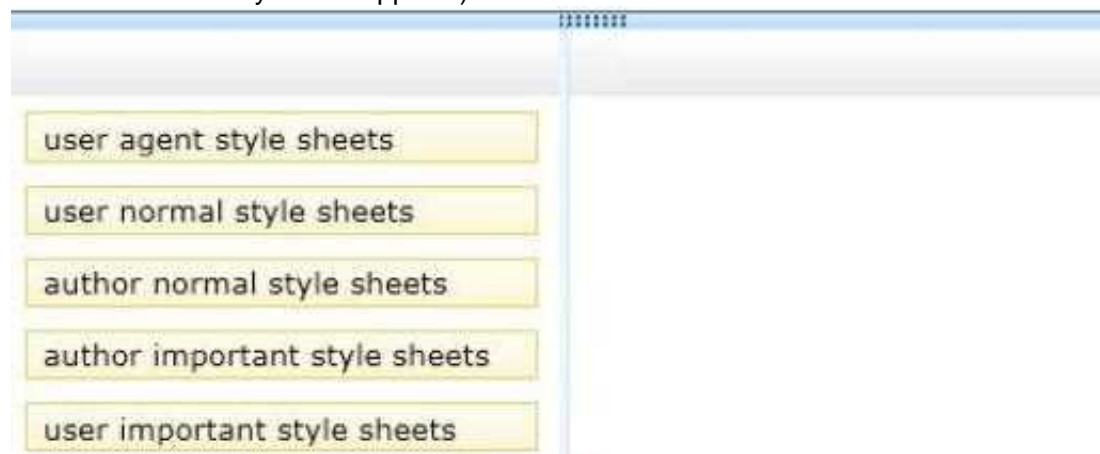 user agent style sheets
user normal style sheets
author normal style sheets
author important style sheets
user important style sheets